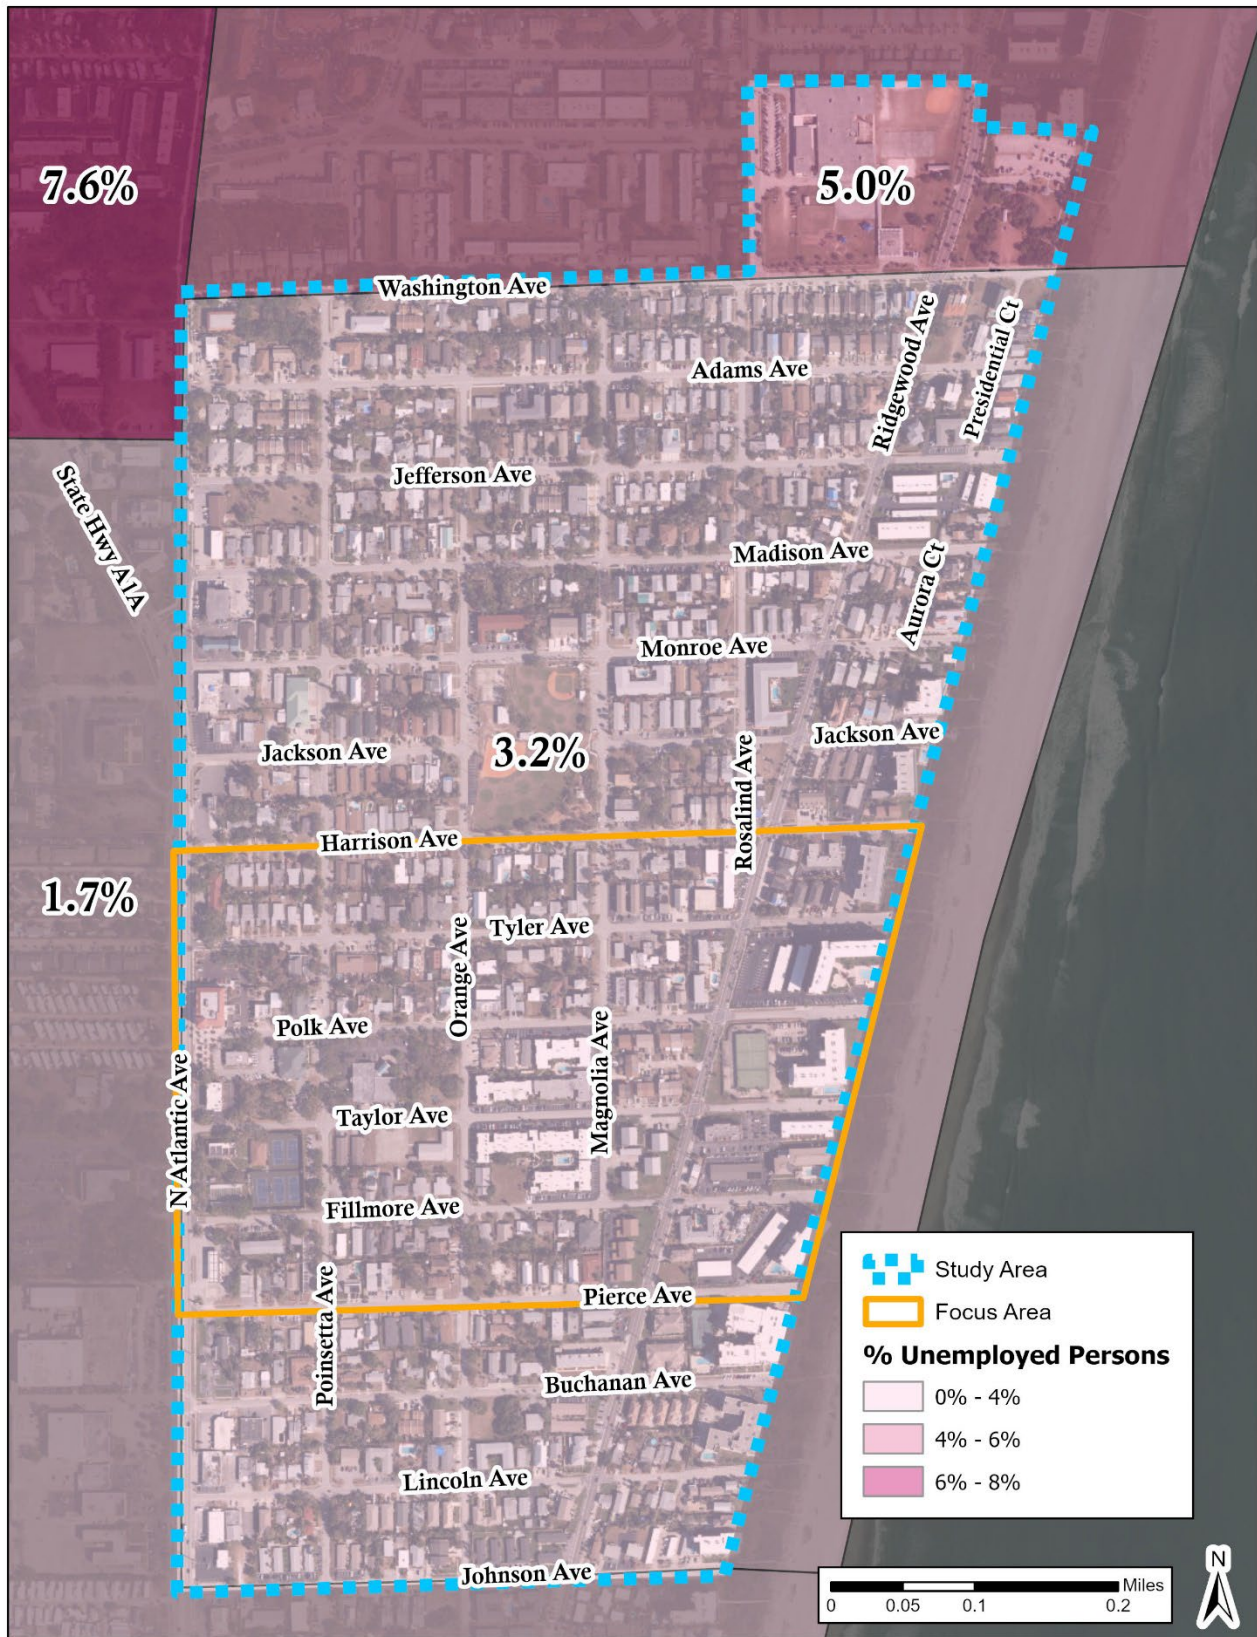 7.6%
5.0%
Washington Ave
Adams Ave
Ridgewood Ave
Presidential Ct
Jefferson Ave
State Hwy A1A
Madison Ave
Aurora Ct
Monroe Ave
Jackson Ave
3.2%
Jackson Ave
Rosalind Ave
Harrison Ave
1.7%
Tyler Ave
Orange Ave
Polk Ave
Magnolia Ave
N Atlantic Ave
Taylor Ave
Fillmore Ave
Pierce Ave
Poinsetta Ave
Buchanan Ave
Lincoln Ave
Johnson Ave
Study Area
Focus Area
% Unemployed Persons
0% - 4%
4% - 6%
6% - 8%
Miles
0 0.05 0.1 0.2
N